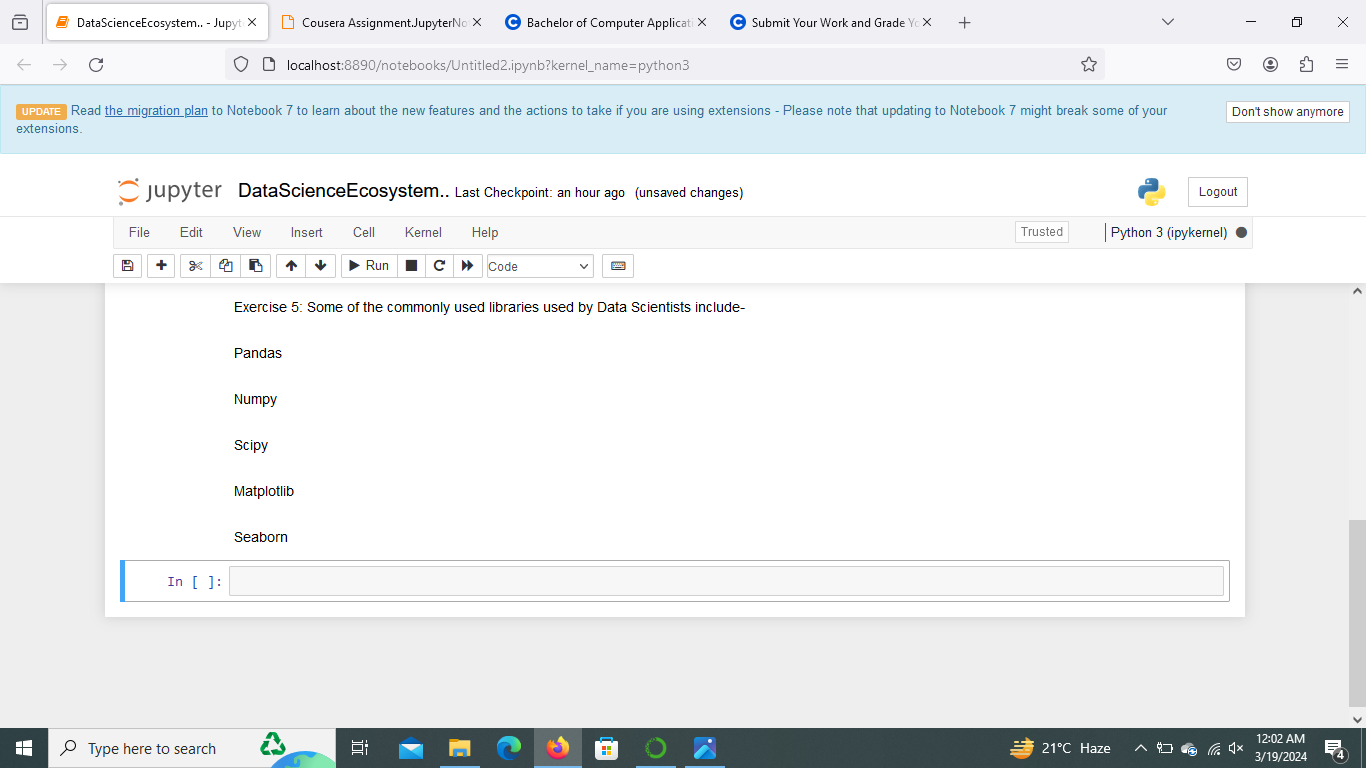 DataScienceEcosystem.. - Jupyt
Cousera Assignment.JupyterNo
Bachelor of Computer Applicati
Submit Your Work and Grade Yo
localhost:8890/notebooks/Untitled2.ipynb?kernel_name=python3
UPDATE Read the migration plan to Notebook 7 to learn about the new features and the actions to take if you are using extensions - Please note that updating to Notebook 7 might break some of your
extensions.
Don't show anymore
jupyter DataScienceEcosystem.. Last Checkpoint: an hour ago (unsaved changes)
Logout
File Edit View Insert Cell Kernel Help
Trusted
Python 3 (ipykernel)
Run
Code
Exercise 5: Some of the commonly used libraries used by Data Scientists include-
Pandas
Numpy
Scipy
Matplotlib
Seaborn
In [ ]:
Type here to search
21°C Haze
12:02 AM
3/19/2024
4